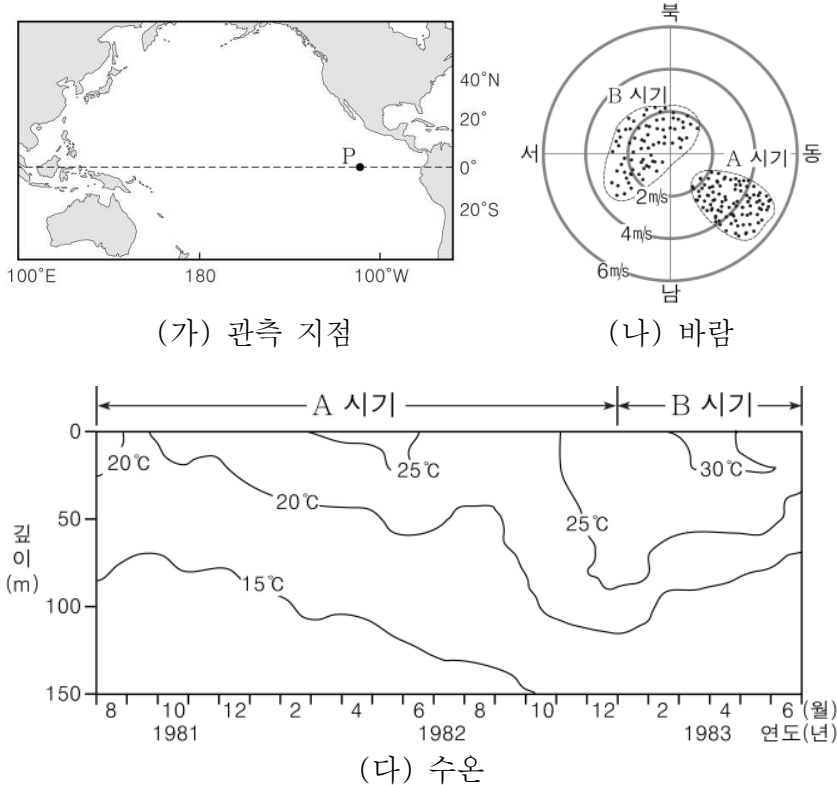 40°N
20°
P
0°
20°S
100°E 180 100°W
(가) 관측 지점
북
B 시기
서
A 시기
동
2㎧
4㎧
6㎧
남
(나) 바람
A 시기 B 시기
0
20℃
25℃
30℃
20℃
50
25℃
깊이
(m)
15℃
100
150
8 10 12 2 4 6 8 10 12 2 4 6 (월)
1981 1982 1983 연도(년)
(다) 수온